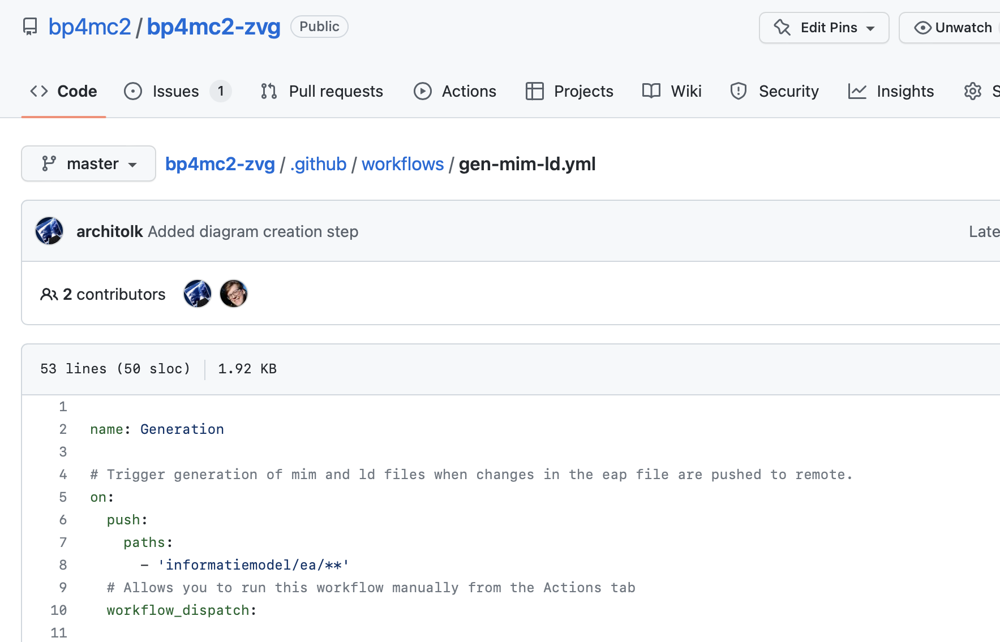 bp4mc2 / bp4mc2-zvg Public Edit Pins Unwatch
Code Issues 1 Pull requests Actions Projects Wiki Security Insights S
master bp4mc2-zvg / .github / workflows / gen-mim-ld.yml
architolk Added diagram creation step Late
2 contributors
53 lines (50 sloc) 1.92 KB
1
2 name: Generation
3
4 # Trigger generation of mim and ld files when changes in the eap file are pushed to remote.
5 on:
6 push:
7 paths:
8 - 'informatiemodel/ea/**'
9 # Allows you to run this workflow manually from the Actions tab
10 workflow_dispatch:
11